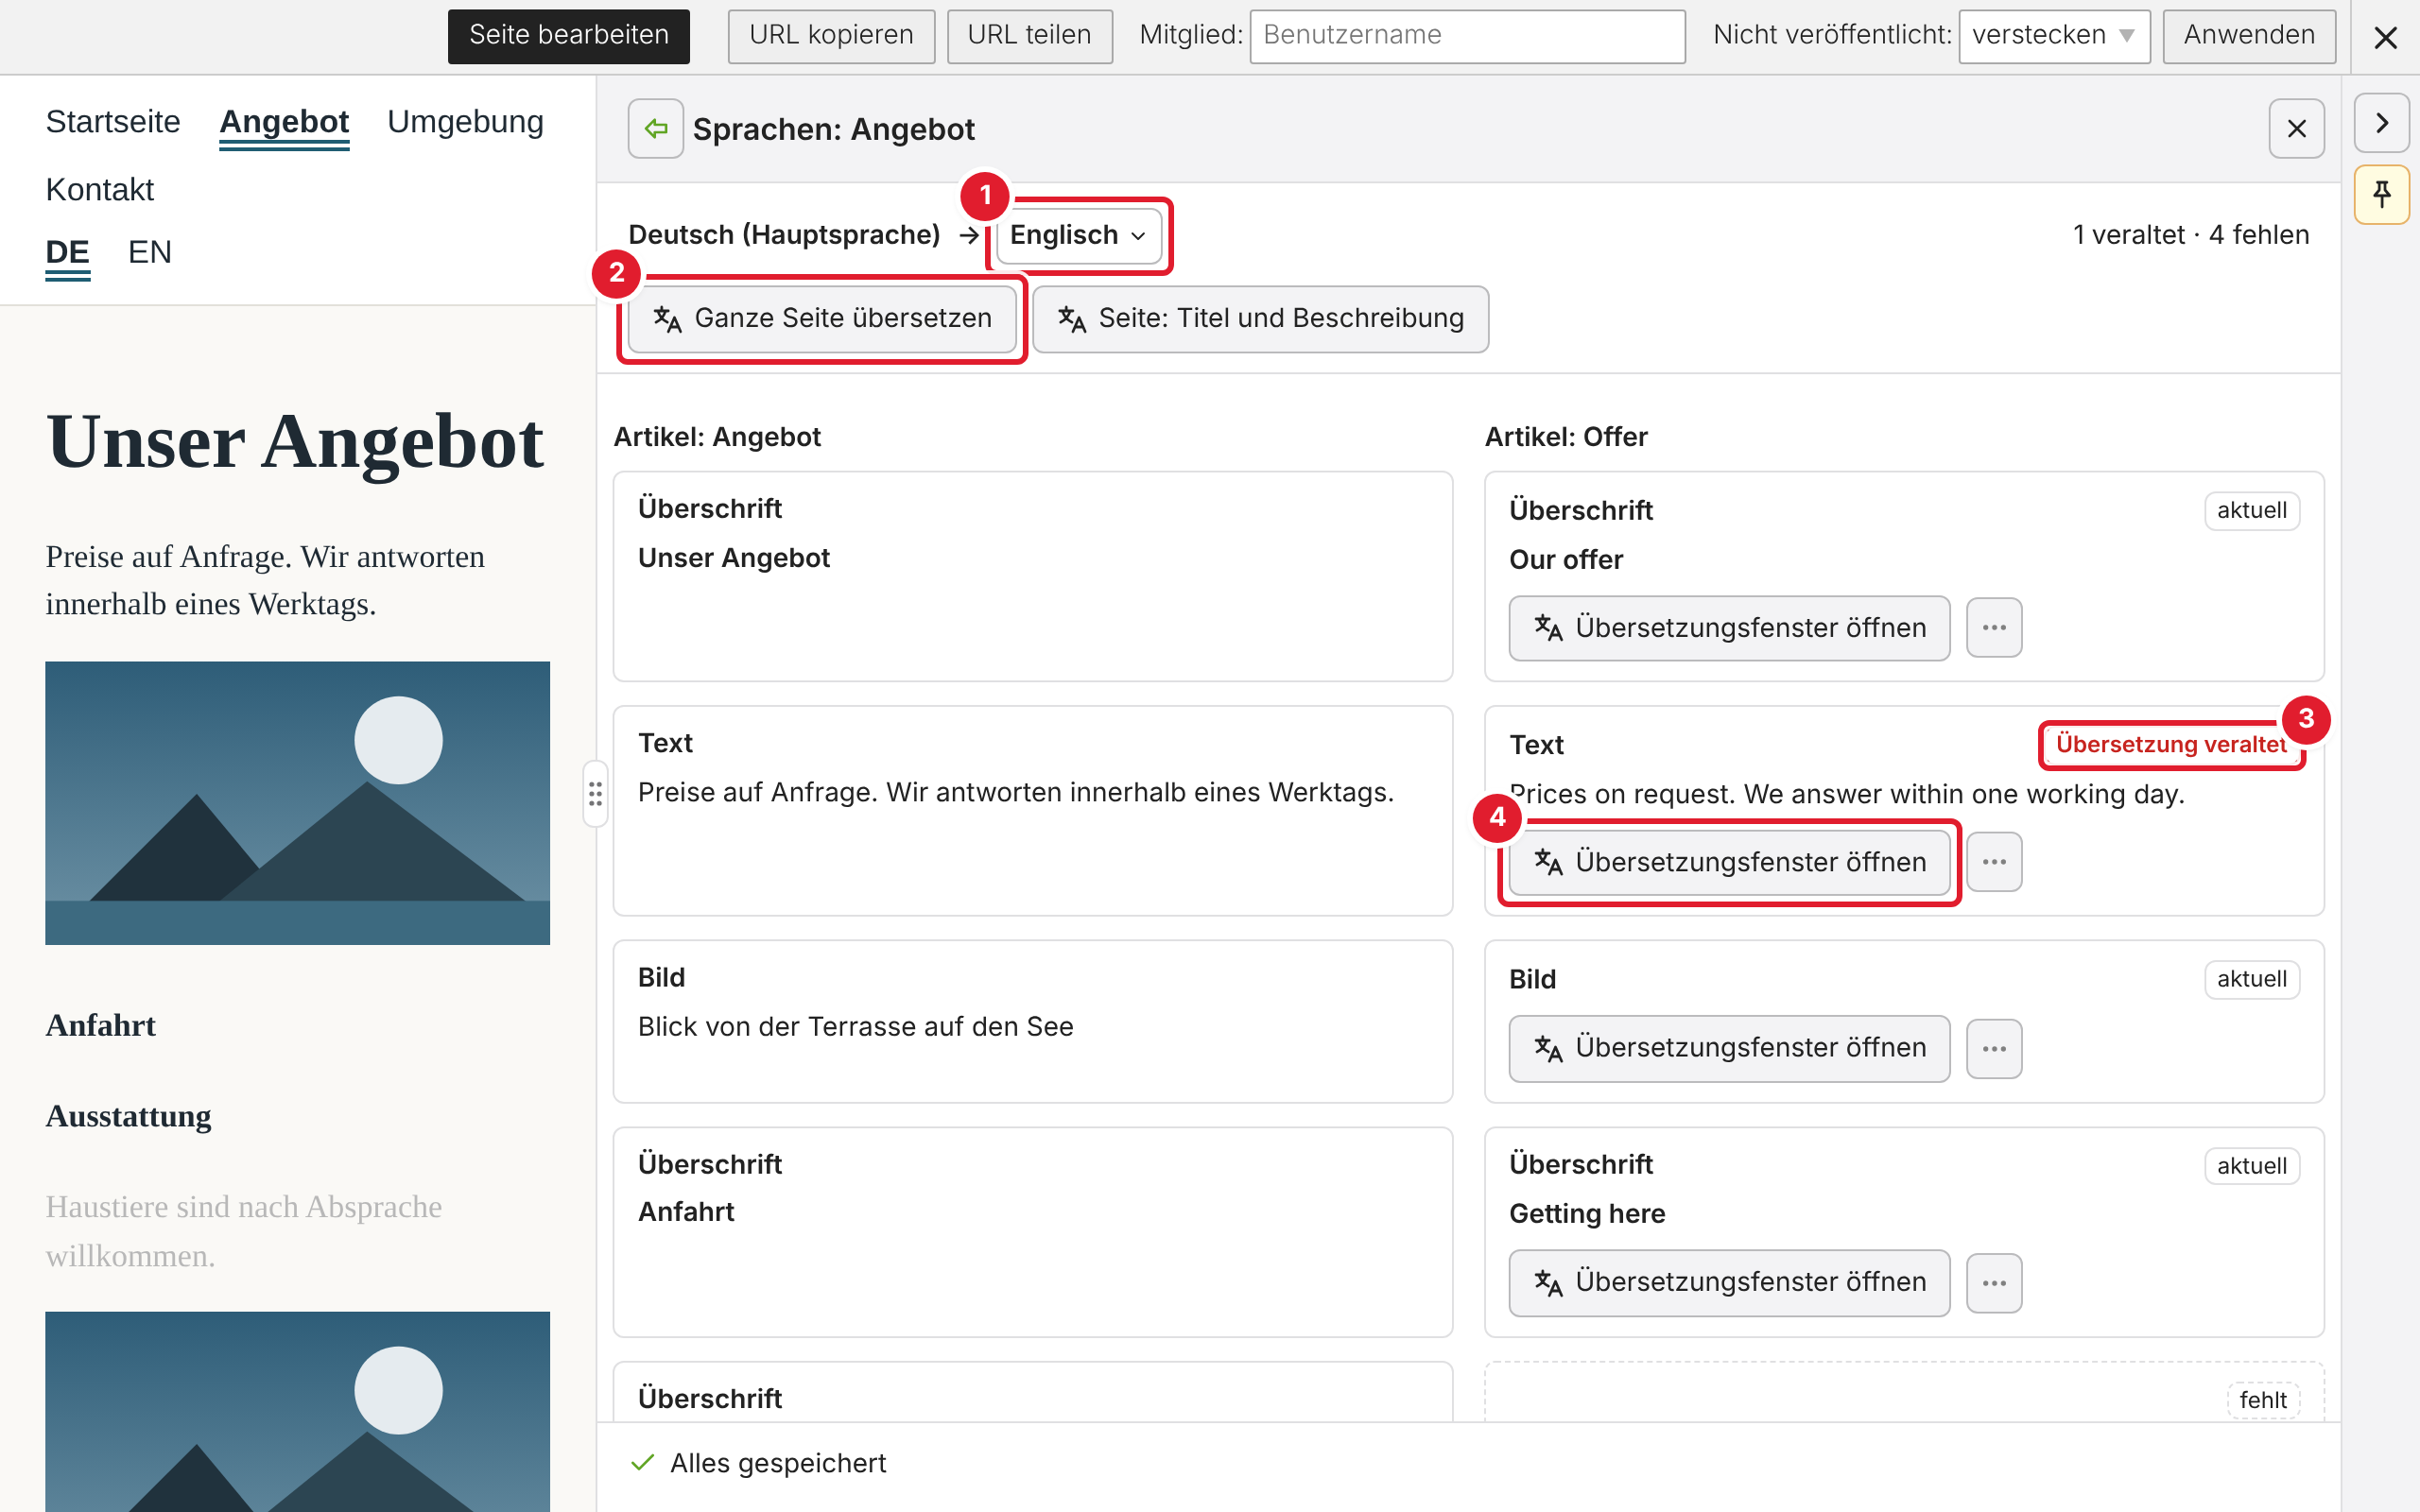 Seite bearbeiten URL kopieren URL teilen Mitglied: Benutzername Nicht veröffentlicht: verstecken Anwenden
Startseite Angebot Umgebung
Kontakt
DE EN
Unser Angebot
Preise auf Anfrage. Wir antworten
innerhalb eines Werktags.
Anfahrt
Ausstattung
Haustiere sind nach Absprache
willkommen.
Sprachen: Angebot
1
Deutsch (Hauptsprache) → Englisch 1 veraltet · 4 fehlen
2
Ganze Seite übersetzen Seite: Titel und Beschreibung
Artikel: Angebot Artikel: Offer
Überschrift
Unser Angebot
Überschrift aktuell
Our offer
Übersetzungsfenster öffnen
Text
Preise auf Anfrage. Wir antworten innerhalb eines Werktags.
3
Text Übersetzung veraltet
Prices on request. We answer within one working day.
4
Übersetzungsfenster öffnen
Bild
Blick von der Terrasse auf den See
Bild aktuell
Übersetzungsfenster öffnen
Überschrift
Anfahrt
Überschrift aktuell
Getting here
Übersetzungsfenster öffnen
Überschrift
fehlt
Alles gespeichert